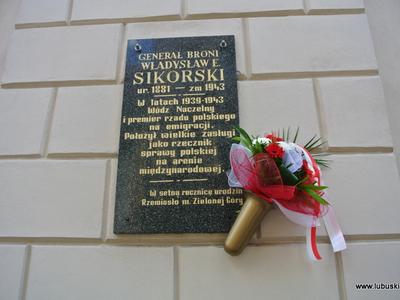 GENERAŁ BRONI
WŁADYSŁAW E.
SIKORSKI
ur. 1881 — zm 1943
W latach 1939-1943
Wódz Naczelny
i premier rządu polskiego
na emigracji.
Położył wielkie zasługi
jako rzecznik
sprawy polskiej
na arenie
międzynarodowej.
W setną rocznicę urodzin
Rzemiosło m. Zielonej Góry
www.lubuski